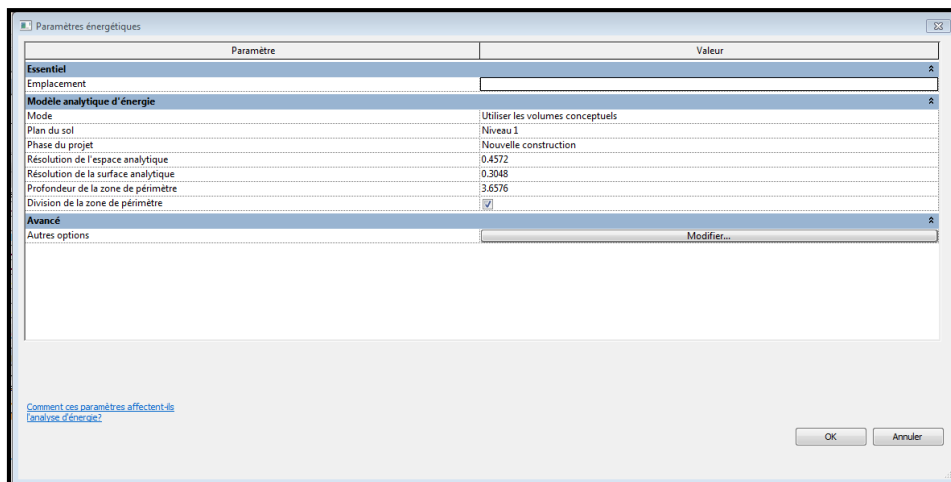 Paramètres énergétiques
Paramètre Valeur
Essentiel
Emplacement
Modèle analytique d'énergie
Mode Utiliser les volumes conceptuels
Plan du sol Niveau 1
Phase du projet Nouvelle construction
Résolution de l'espace analytique 0.4572
Résolution de la surface analytique 0.3048
Profondeur de la zone de périmètre 3.6576
Division de la zone de périmètre
Avancé
Autres options Modifier...
Comment ces paramètres affectent-ils
l'analyse d'énergie?
OK Annuler